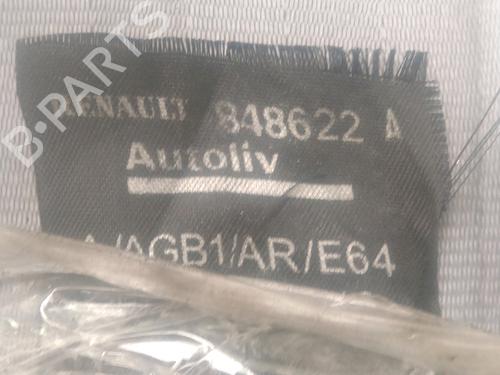 B-PARTS
RENAULT 848622 A
Autoliv
A/AGB1/AR/E64